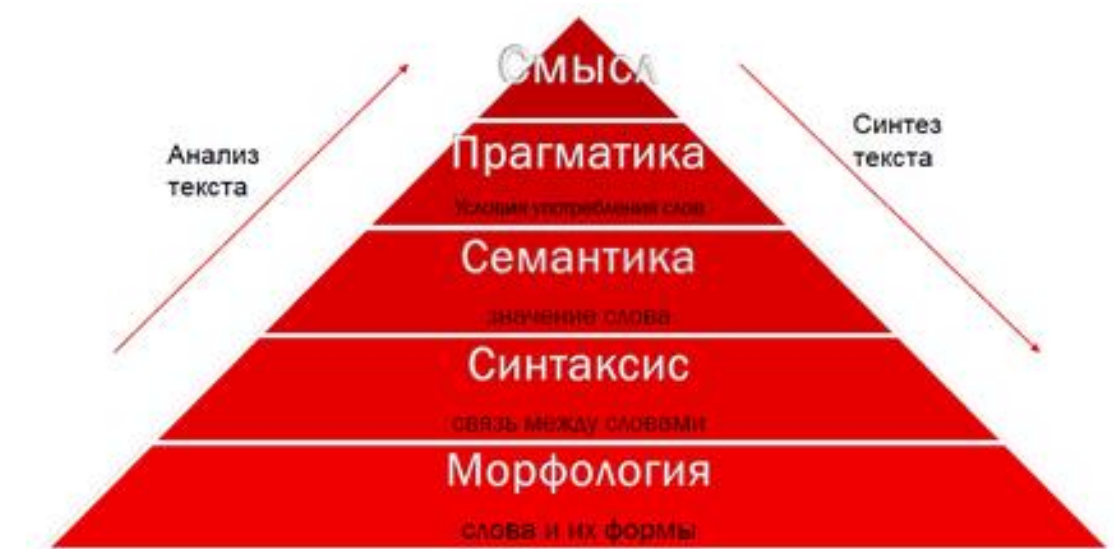 Смысл
Анализ
текста
Синтез
текста
Прагматика
Условия употребления слов
Семантика
значение слова
Синтаксис
связь между словами
Морфология
слова и их формы